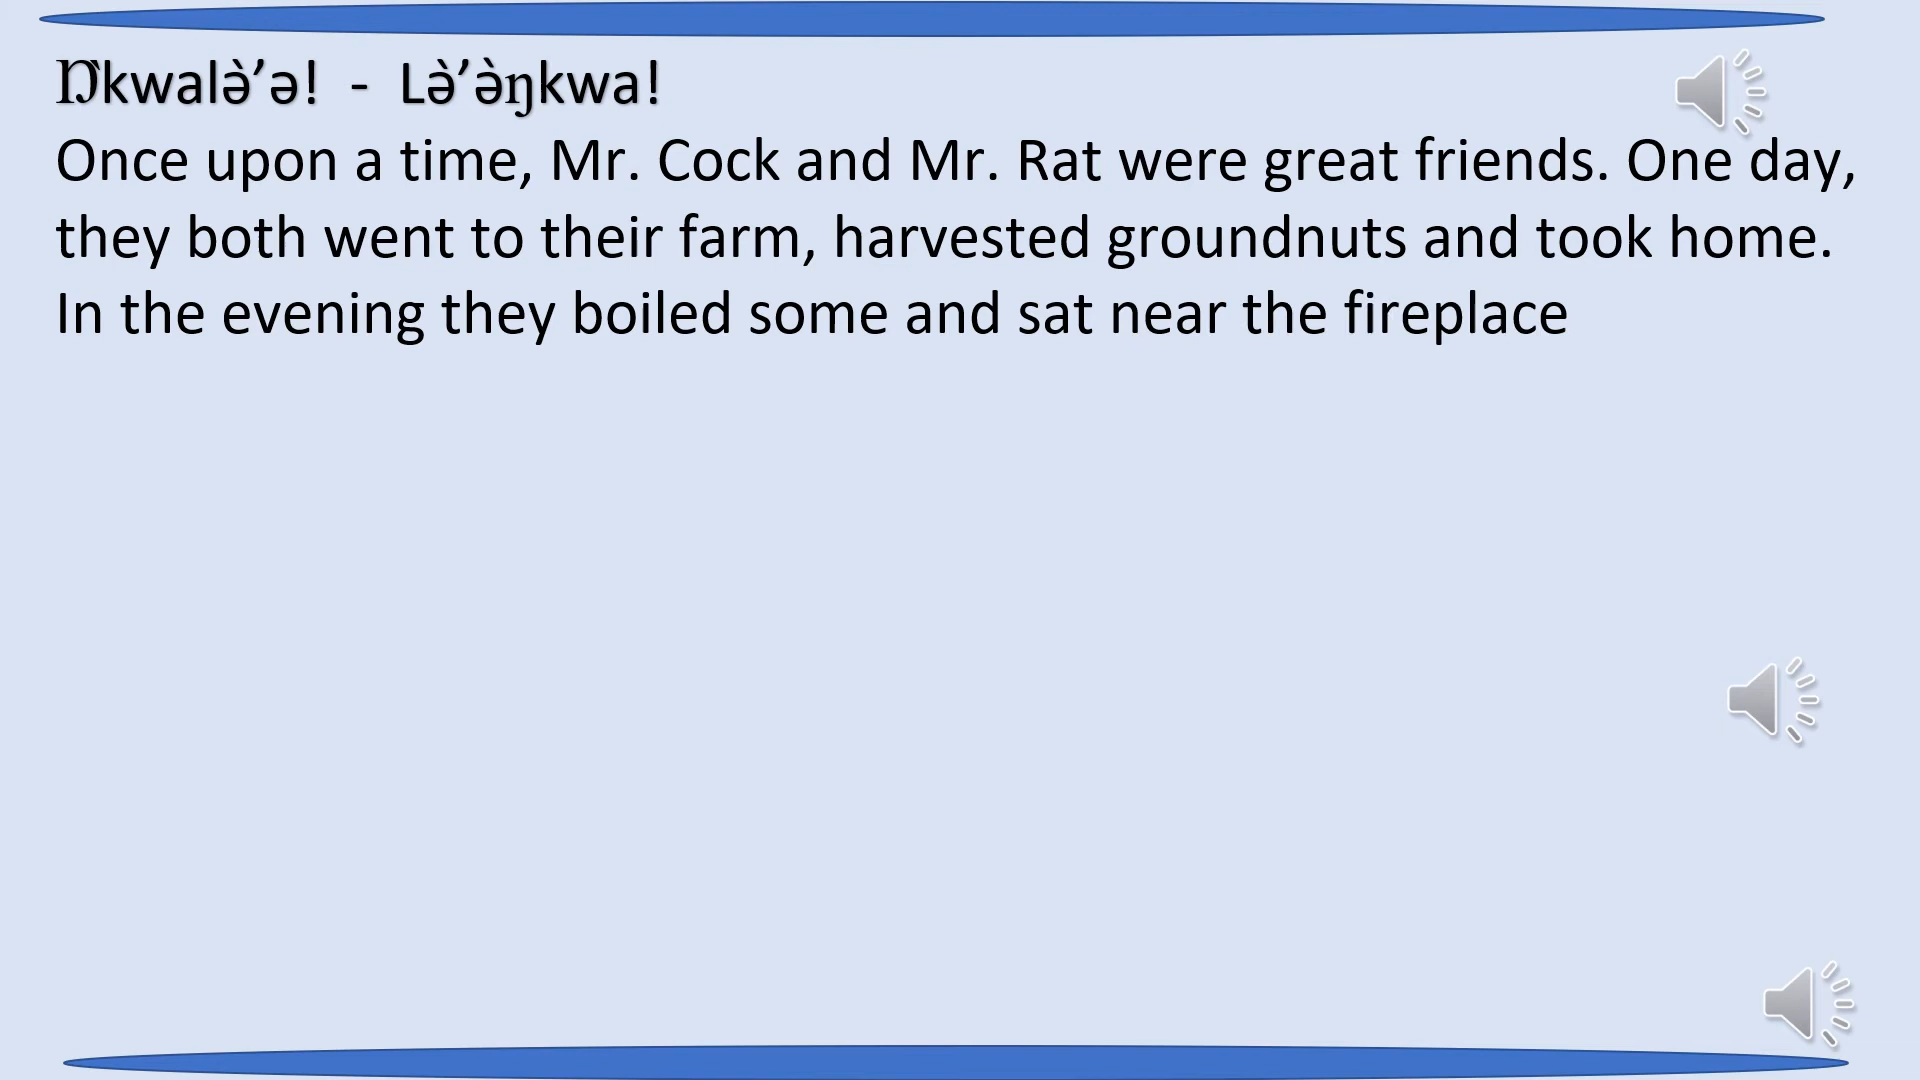 Ŋ̀kwalə̀’ə! - Lə̀’ə̀ŋkwa!
Once upon a time, Mr. Cock and Mr. Rat were great friends. One day,
they both went to their farm, harvested groundnuts and took home.
In the evening they boiled some and sat near the fireplace